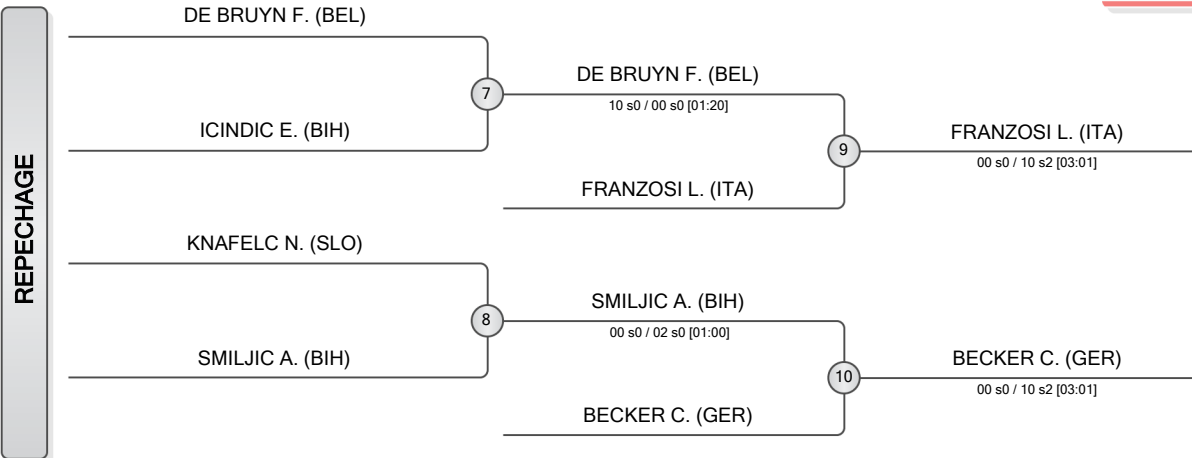 REPECHAGE
DE BRUYN F. (BEL)
7
ICINDIC E. (BIH)
DE BRUYN F. (BEL)
10 s0 / 00 s0 [01:20]
9
FRANZOSI L. (ITA)
FRANZOSI L. (ITA)
00 s0 / 10 s2 [03:01]
KNAFELC N. (SLO)
8
SMILJIC A. (BIH)
SMILJIC A. (BIH)
00 s0 / 02 s0 [01:00]
10
BECKER C. (GER)
BECKER C. (GER)
00 s0 / 10 s2 [03:01]